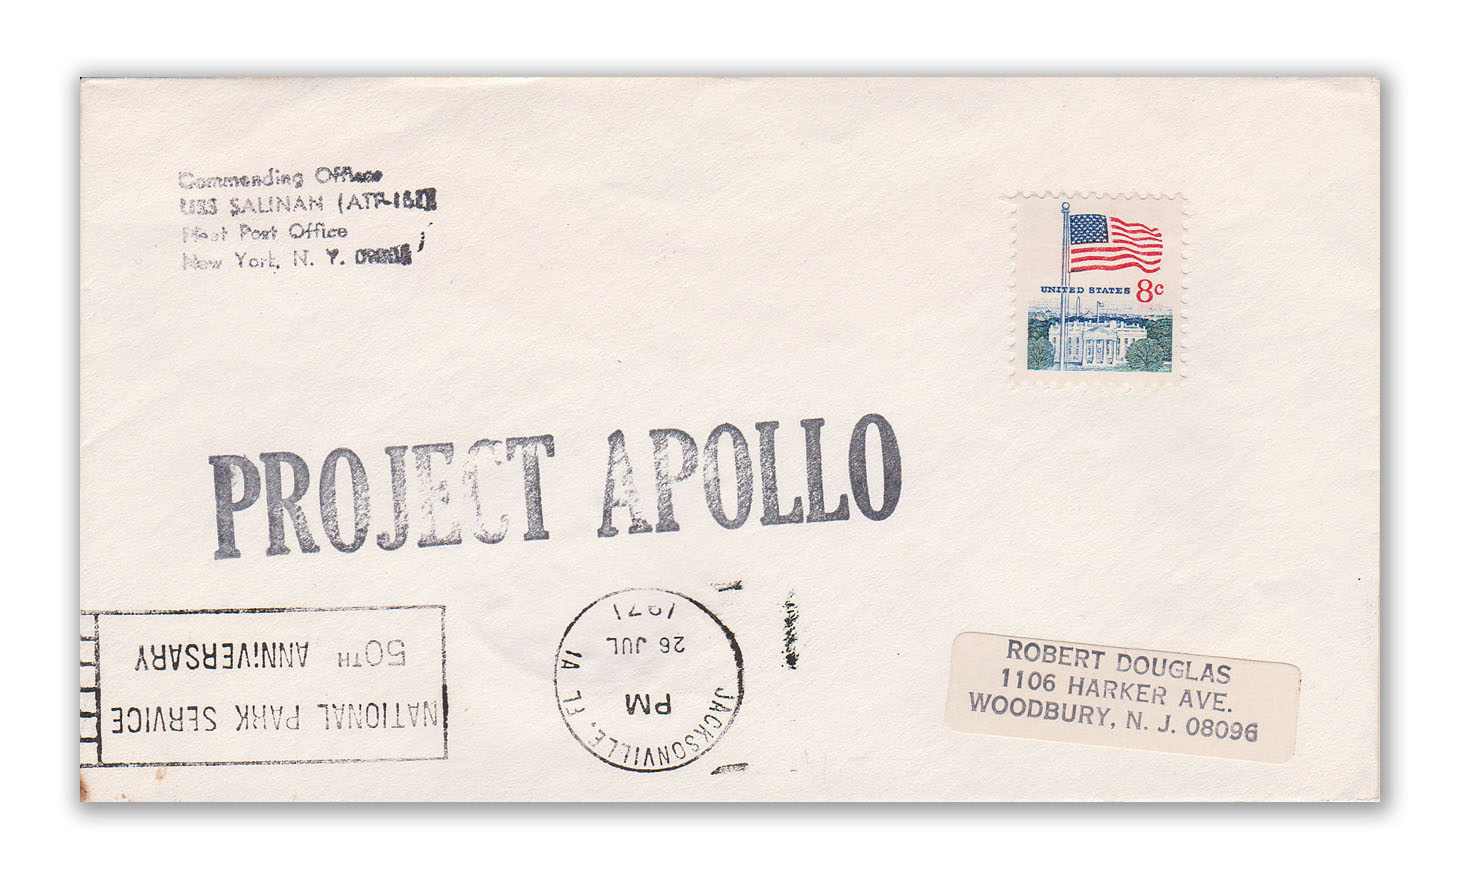 Commanding Officer
USS SALINAN (ATF-161)
Fleet Post Office
New York, N. Y.
UNITED STATES 8c
PROJECT APOLLO
JACKSONVILLE, FL
1A
PM
26 JUL
1971
NATIONAL PARK SERVICE
50TH
ANNIVERSARY
ROBERT DOUGLAS
1106 HARKER AVE.
WOODBURY, N. J. 08096